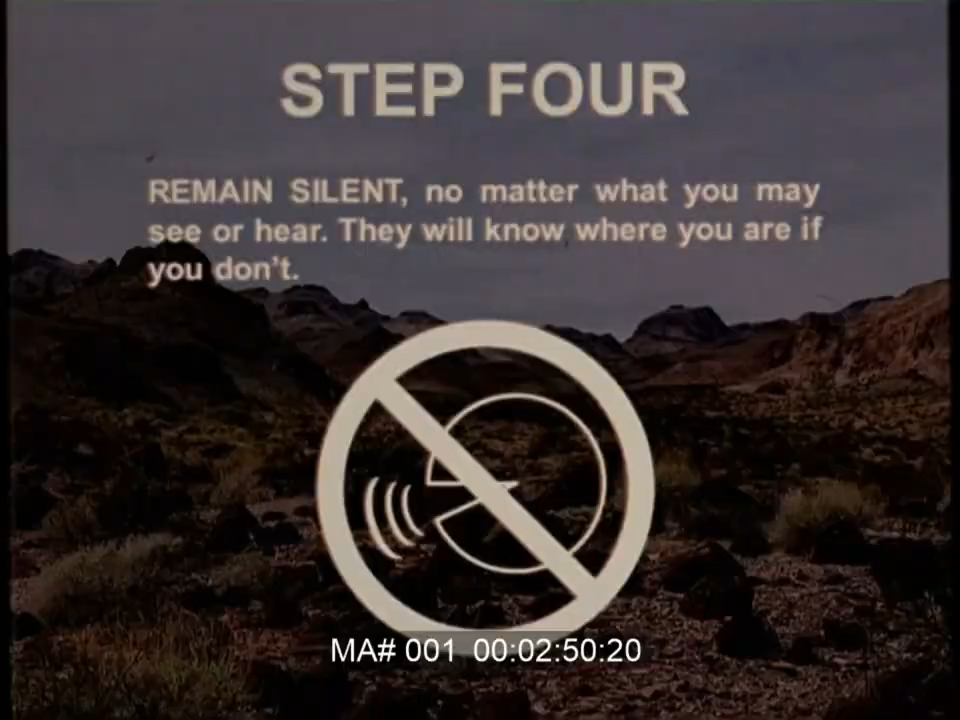 STEP FOUR
REMAIN SILENT, no matter what you may
see or hear. They will know where you are if
you don't.
MA# 001 00:02:50:20